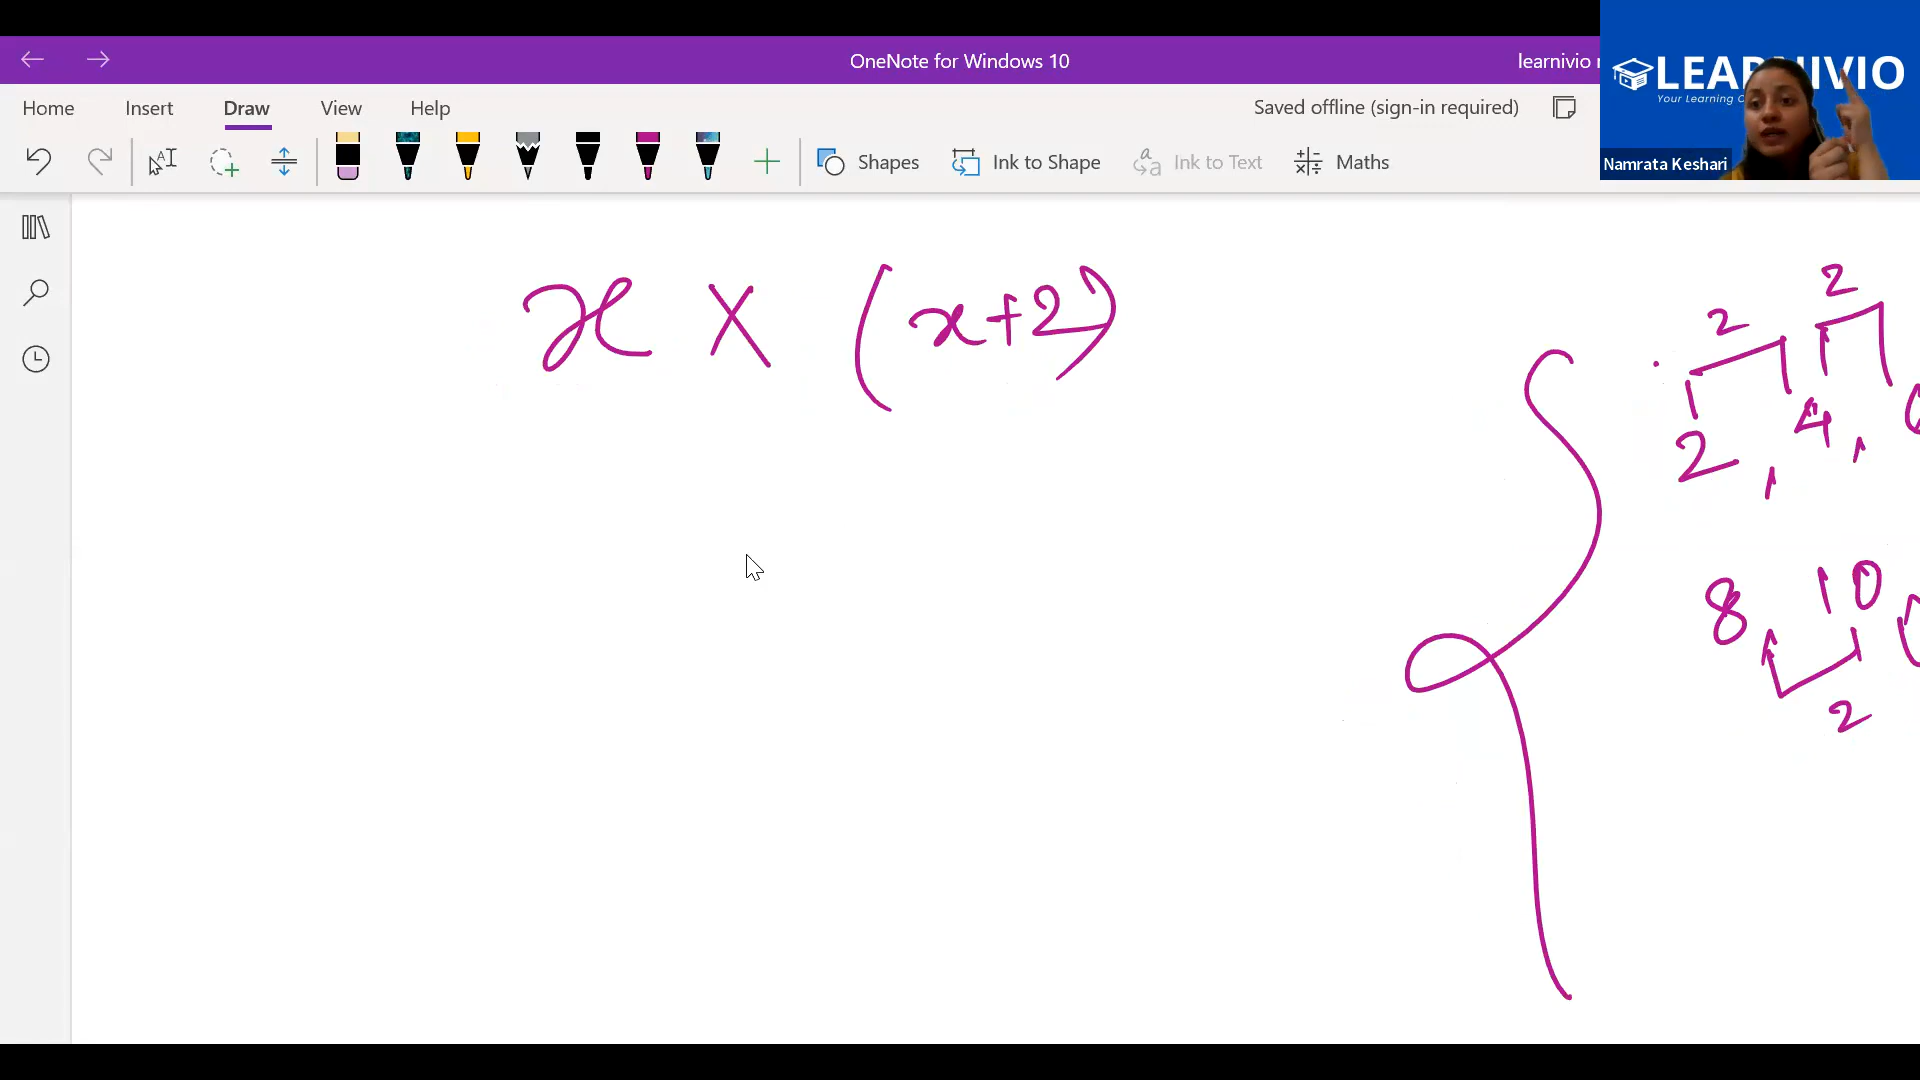 OneNote for Windows 10
learnivio
LEARNIVIO
Your Learning
Namrata Keshari
Home Insert Draw View Help
Saved offline (sign-in required)
Shapes Ink to Shape Ink to Text Maths
x × (x+2)
2 2
2 , 4 ,
8 10
2